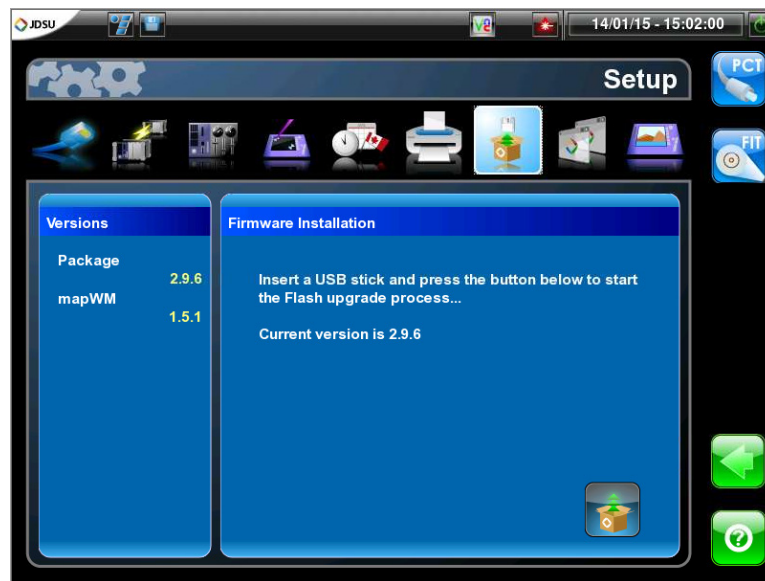 JDSU
14/01/15 - 15:02:00
PCT
Setup
FIT
Versions
Package
2.9.6
mapWM
1.5.1
Firmware Installation
Insert a USB stick and press the button below to start
the Flash upgrade process...
Current version is 2.9.6
?